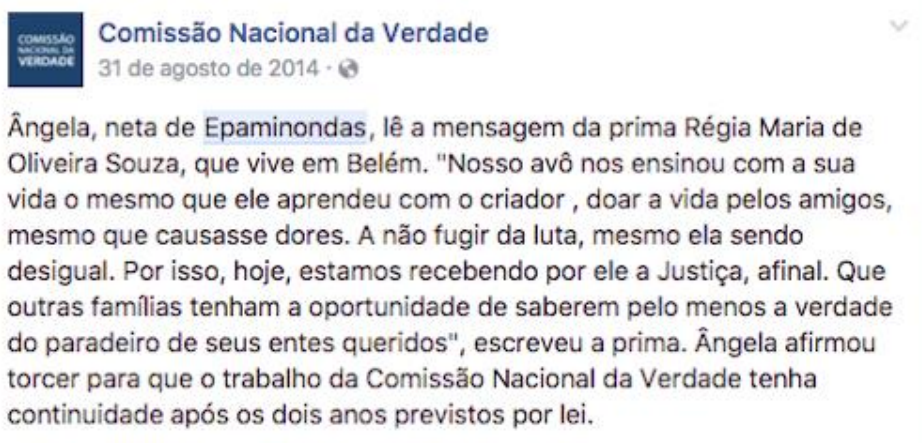 COMISSÃO
NACIONAL DA
VERDADE
Comissão Nacional da Verdade
31 de agosto de 2014 ·
Ângela, neta de Epaminondas, lê a mensagem da prima Régia Maria de
Oliveira Souza, que vive em Belém. "Nosso avô nos ensinou com a sua
vida o mesmo que ele aprendeu com o criador , doar a vida pelos amigos,
mesmo que causasse dores. A não fugir da luta, mesmo ela sendo
desigual. Por isso, hoje, estamos recebendo por ele a Justiça, afinal. Que
outras famílias tenham a oportunidade de saberem pelo menos a verdade
do paradeiro de seus entes queridos", escreveu a prima. Ângela afirmou
torcer para que o trabalho da Comissão Nacional da Verdade tenha
continuidade após os dois anos previstos por lei.